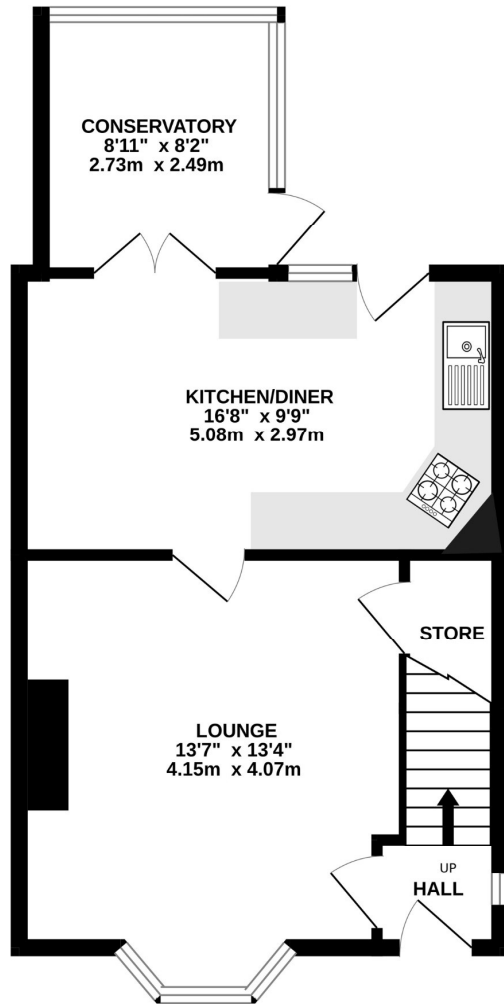 CONSERVATORY
8'11" x 8'2"
2.73m x 2.49m
KITCHEN/DINER
16'8" x 9'9"
5.08m x 2.97m
STORE
LOUNGE
13'7" x 13'4"
4.15m x 4.07m
UP
HALL